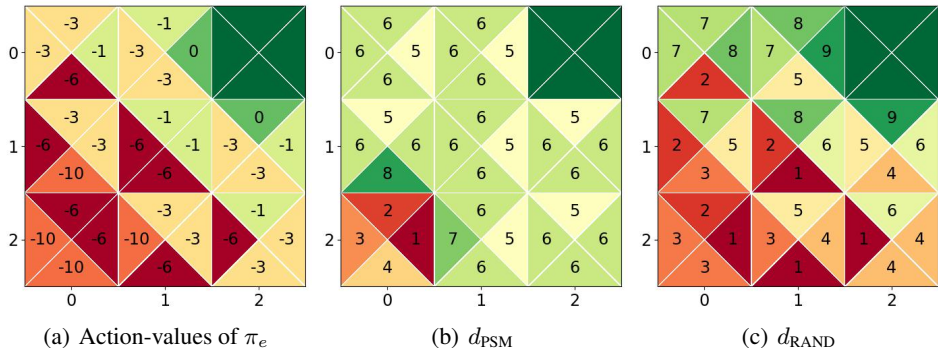 -3 -1
0 -3 -1 -3 0
-6 -3
-3 -1 0
1 -6 -3 -6 -1 -3 -1
-10 -6 -3
-6 -3 -1
2 -10 -6 -10 -3 -6 -3
-10 -6 -3
0 1 2
(a) Action-values of πₑ
6 6
0 6 5 6 5
6 6
5 6 5
1 6 6 6 5 6 6
8 6 6
2 6 5
2 3 1 7 5 6 6
4 6 6
0 1 2
(b) d_PSM
7 8
0 7 8 7 9
2 5
7 8 9
1 2 5 2 6 5 6
3 1 4
2 5 6
2 3 1 3 4 1 4
3 1 4
0 1 2
(c) d_RAND